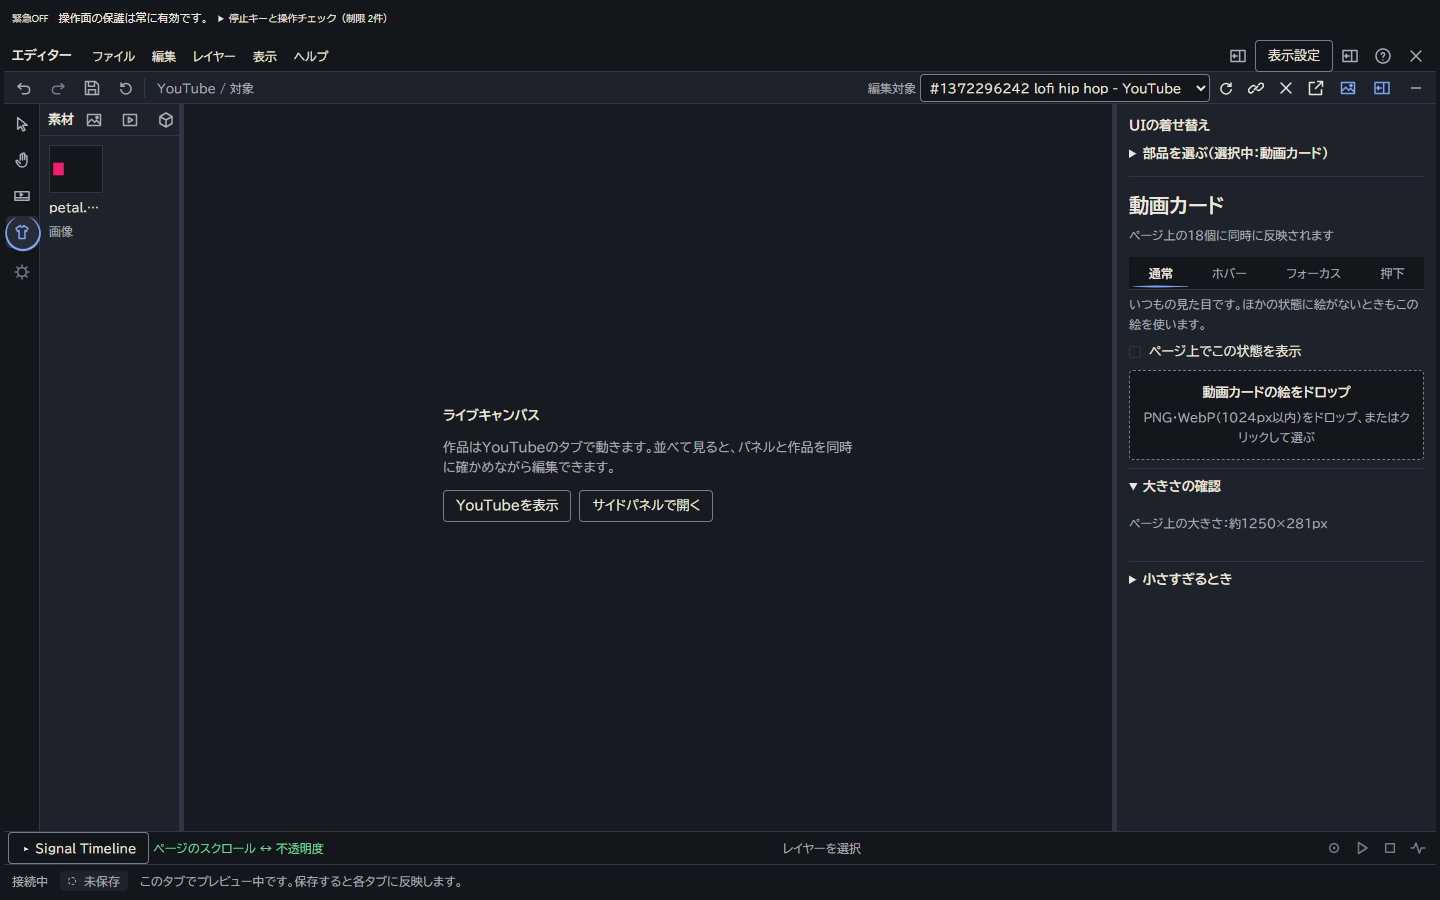 緊急OFF 操作面の保護は常に有効です。 ▶ 停止キーと操作チェック（制限 2件）
エディター ファイル 編集 レイヤー 表示 ヘルプ 表示設定
YouTube / 対象 編集対象 #1372296242 lofi hip hop - YouTube
素材
petal.…
画像
ライブキャンバス
作品はYouTubeのタブで動きます。並べて見ると、パネルと作品を同時
に確かめながら編集できます。
YouTubeを表示 サイドパネルで開く
UIの着せ替え
▶ 部品を選ぶ（選択中：動画カード）
動画カード
ページ上の18個に同時に反映されます
通常 ホバー フォーカス 押下
いつもの見た目です。ほかの状態に絵がないときもこの
絵を使います。
ページ上でこの状態を表示
動画カードの絵をドロップ
PNG・WebP（1024px以内）をドロップ、またはク
リックして選ぶ
▼ 大きさの確認
ページ上の大きさ：約1250×281px
▶ 小さすぎるとき
▸ Signal Timeline ページのスクロール ↔ 不透明度 レイヤーを選択
接続中 未保存 このタブでプレビュー中です。保存すると各タブに反映します。